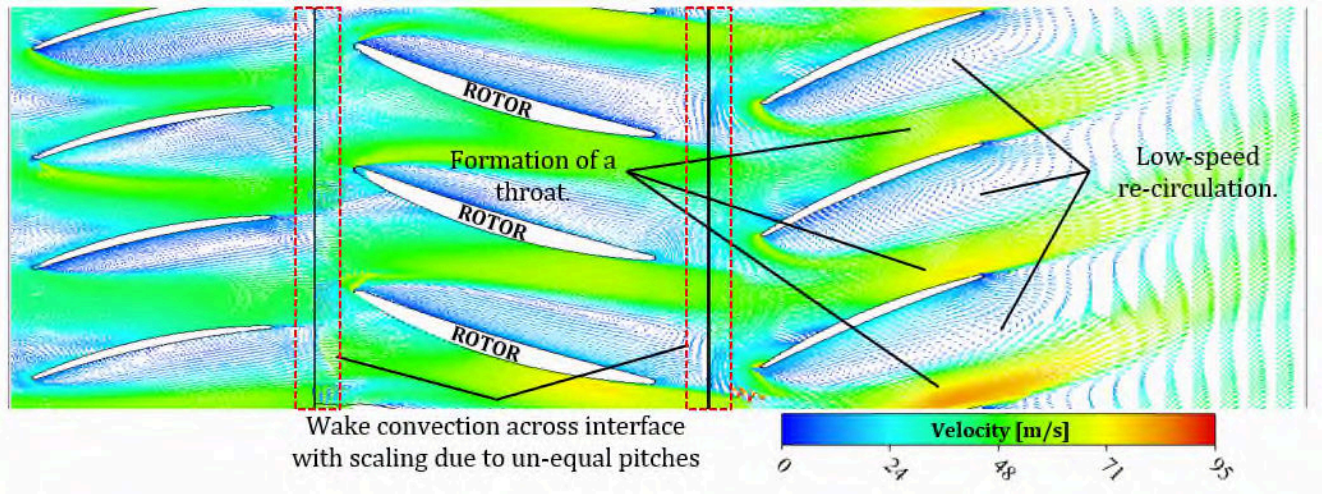 ROTOR
Formation of a
throat.
Low-speed
re-circulation.
ROTOR
ROTOR
Wake convection across interface
with scaling due to un-equal pitches
Velocity [m/s]
0 24 48 71 95